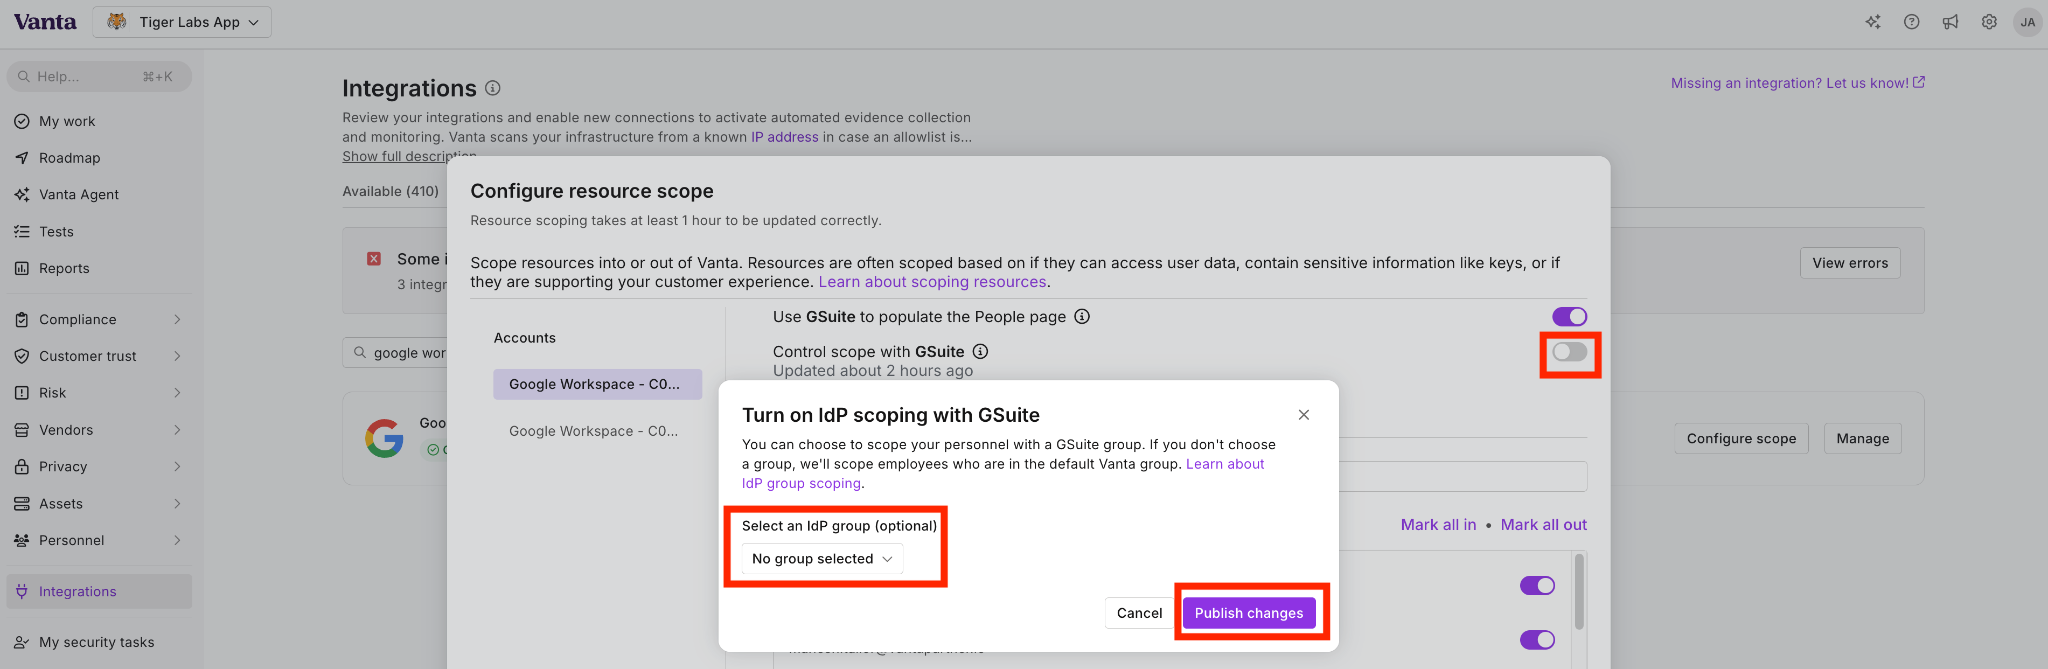 Vanta
Tiger Labs App
JA
Help...
⌘+K
My work
Roadmap
Vanta Agent
Tests
Reports
Compliance
Customer trust
Risk
Vendors
Privacy
Assets
Personnel
Integrations
My security tasks
Integrations
Missing an integration? Let us know!
Review your integrations and enable new connections to activate automated evidence collection
and monitoring. Vanta scans your infrastructure from a known IP address in case an allowlist is...
Show full description
Available (410)
Some i
3 integr
View errors
google wor
Goo
Configure scope
Manage
Configure resource scope
Resource scoping takes at least 1 hour to be updated correctly.
Scope resources into or out of Vanta. Resources are often scoped based on if they can access user data, contain sensitive information like keys, or if
they are supporting your customer experience. Learn about scoping resources.
Accounts
Google Workspace - C0...
Google Workspace - C0...
Use GSuite to populate the People page
Control scope with GSuite
Updated about 2 hours ago
Mark all in • Mark all out
Turn on IdP scoping with GSuite
You can choose to scope your personnel with a GSuite group. If you don't choose
a group, we'll scope employees who are in the default Vanta group. Learn about
IdP group scoping.
Select an IdP group (optional)
No group selected
Cancel
Publish changes